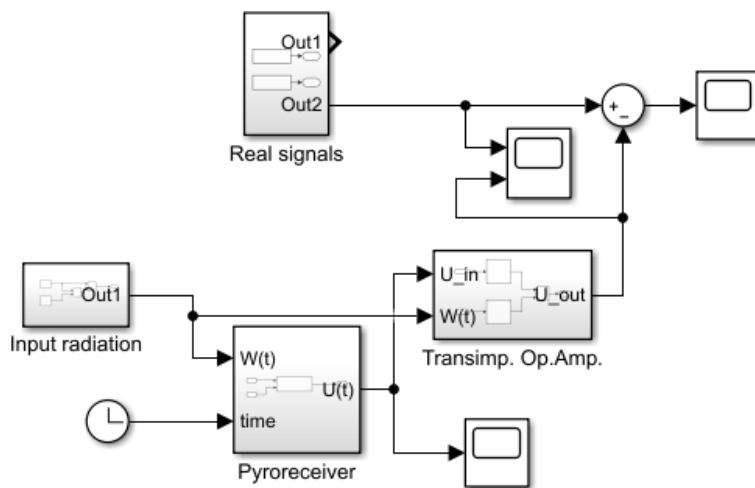 Out1
Out2
Real signals
+
−
Out1
Input radiation
U_in
W(t)
U_out
Transimp. Op.Amp.
W(t)
time
U(t)
Pyroreceiver